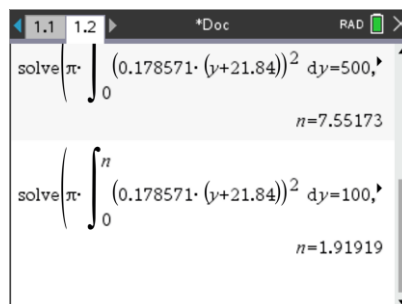 1.1 1.2 *Doc RAD
solve(π·∫₀ (0.178571·(y+21.84))² dy=500,▸
n=7.55173
solve(π·∫₀ⁿ (0.178571·(y+21.84))² dy=100,▸
n=1.91919